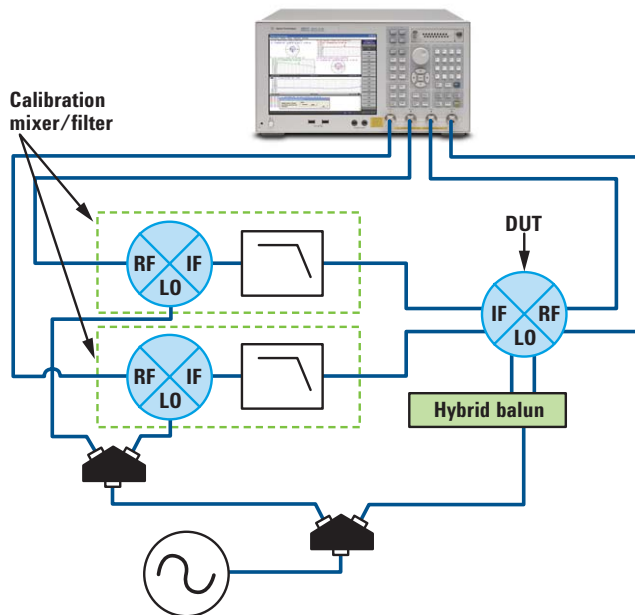 Calibration
mixer/filter
DUT
RF IF
LO
IF RF
LO
RF IF
LO
Hybrid balun